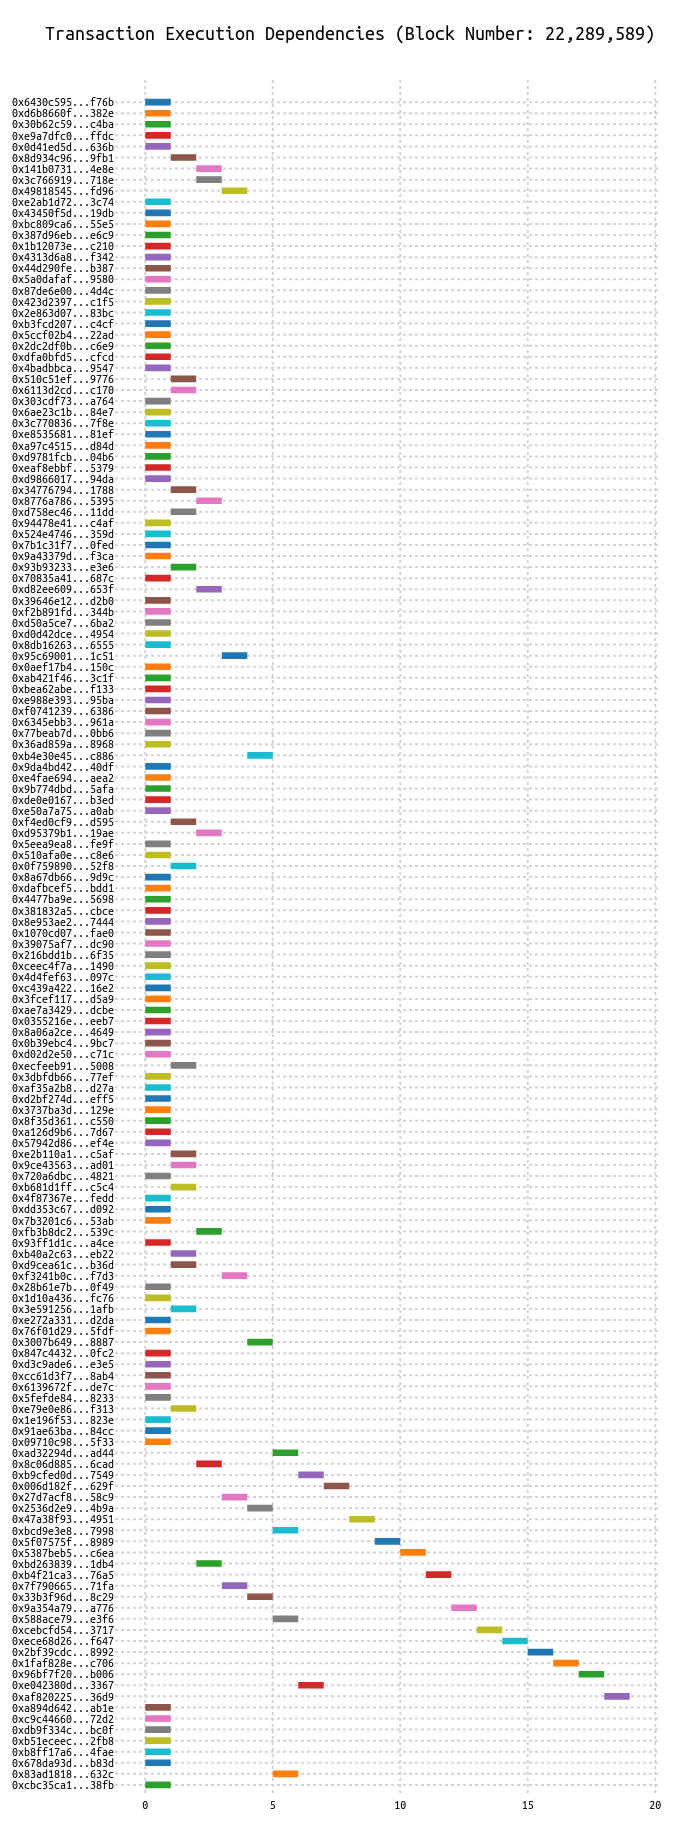 Transaction Execution Dependencies (Block Number: 22,289,589)
0x6430c595...f76b
0xd6b8660f...382e
0x30b62c59...c4ba
0xe9a7dfc0...ffdc
0x0d41ed5d...636b
0x8d934c96...9fb1
0x141b0731...4e8e
0x3c766919...718e
0x49818545...fd96
0xe2ab1d72...3c74
0x43450f5d...19db
0xbc809ca6...55e5
0x387d96eb...e6c9
0x1b12073e...c210
0x4313d6a8...f342
0x44d290fe...b387
0x5a0dafaf...9580
0x87de6e00...4d4c
0x423d2397...c1f5
0x2e863d07...83bc
0xb3fcd207...c4cf
0x5ccf02b4...22ad
0x2dc2df0b...c6e9
0xdfa0bfd5...cfcd
0x4badbbca...9547
0x510c51ef...9776
0x6113d2cd...c170
0x303cdf73...a764
0x6ae23c1b...84e7
0x3c770836...7f8e
0xe8535681...81ef
0xa97c4515...d84d
0xd9781fcb...04b6
0xeaf8ebbf...5379
0xd9866017...94da
0x34776794...1788
0x8776a786...5395
0xd758ec46...11dd
0x94478e41...c4af
0x524e4746...359d
0x7b1c31f7...0fed
0x9a43379d...f3ca
0x93b93233...e3e6
0x70835a41...687c
0xd82ee609...653f
0x39646e12...d2b0
0xf2b891fd...344b
0xd50a5ce7...6ba2
0xd0d42dce...4954
0x8db16263...6555
0x95c69001...1c51
0x0aef17b4...150c
0xab421f46...3c1f
0xbea62abe...f133
0xe988e393...95ba
0xf0741239...6386
0x6345ebb3...961a
0x77beab7d...0bb6
0x36ad859a...8968
0xb4e30e45...c886
0x9da4bd42...40df
0xe4fae694...aea2
0x9b774dbd...5afa
0xde0e0167...b3ed
0xe50a7a75...a0ab
0xf4ed0cf9...d595
0xd95379b1...19ae
0x5eea9ea8...fe9f
0x510afa0e...c8e6
0x0f759890...52f8
0x8a67db66...9d9c
0xdafbcef5...bdd1
0x4477ba9e...5698
0x381832a5...cbce
0x8e953ae2...7444
0x1070cd07...fae0
0x39075af7...dc90
0x216bdd1b...6f35
0xceec4f7a...1490
0x4d4fef63...097c
0xc439a422...16e2
0x3fcef117...d5a9
0xae7a3429...dcbe
0x0355216e...eeb7
0x8a06a2ce...4649
0x0b39ebc4...9bc7
0xd02d2e50...c71c
0xecfeeb91...5008
0x3dbfdb66...77ef
0xaf35a2b8...d27a
0xd2bf274d...eff5
0x3737ba3d...129e
0x8f35d361...c550
0xa126d9b6...7d67
0x57942d86...ef4e
0xe2b110a1...c5af
0x9ce43563...ad01
0x720a6dbc...4821
0xb681d1ff...c5c4
0x4f87367e...fedd
0xdd353c67...d092
0x7b3201c6...53ab
0xfb3b8dc2...539c
0x93ff1d1c...a4ce
0xb40a2c63...eb22
0xd9cea61c...b36d
0xf3241b0c...f7d3
0x28b61e7b...0f49
0x1d10a436...fc76
0x3e591256...1afb
0xe272a331...d2da
0x76f01d29...5fdf
0x3007b649...8887
0x847c4432...0fc2
0xd3c9ade6...e3e5
0xcc61d3f7...8ab4
0x6139672f...de7c
0x5fefde84...8233
0xe79e0e86...f313
0x1e196f53...823e
0x91ae63ba...84cc
0x09710c98...5f33
0xad32294d...ad44
0x8c06d885...6cad
0xb9cfed0d...7549
0x006d182f...629f
0x27d7acf8...58c9
0x2536d2e9...4b9a
0x47a38f93...4951
0xbcd9e3e8...7998
0x5f07575f...8989
0x5387beb5...c6ea
0xbd263839...1db4
0xb4f21ca3...76a5
0x7f790665...71fa
0x33b3f96d...8c29
0x9a354a79...a776
0x588ace79...e3f6
0xcebcfd54...3717
0xece68d26...f647
0x2bf39cdc...8992
0x1faf828e...c706
0x96bf7f20...b006
0xe042380d...3367
0xaf820225...36d9
0xa894d642...ab1e
0xc9c44660...72d2
0xdb9f334c...bc0f
0xb51eceec...2fb8
0xb8ff17a6...4fae
0x678da93d...b83d
0x83ad1818...632c
0xcbc35ca1...38fb
0 5 10 15 20